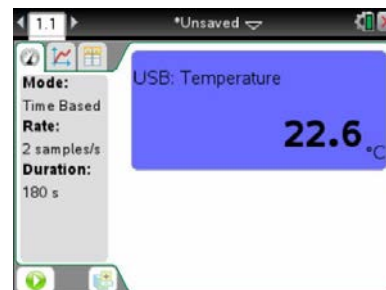 1.1 *Unsaved
Mode:
Time Based
Rate:
2 samples/s
Duration:
180 s
USB: Temperature
22.6 °C